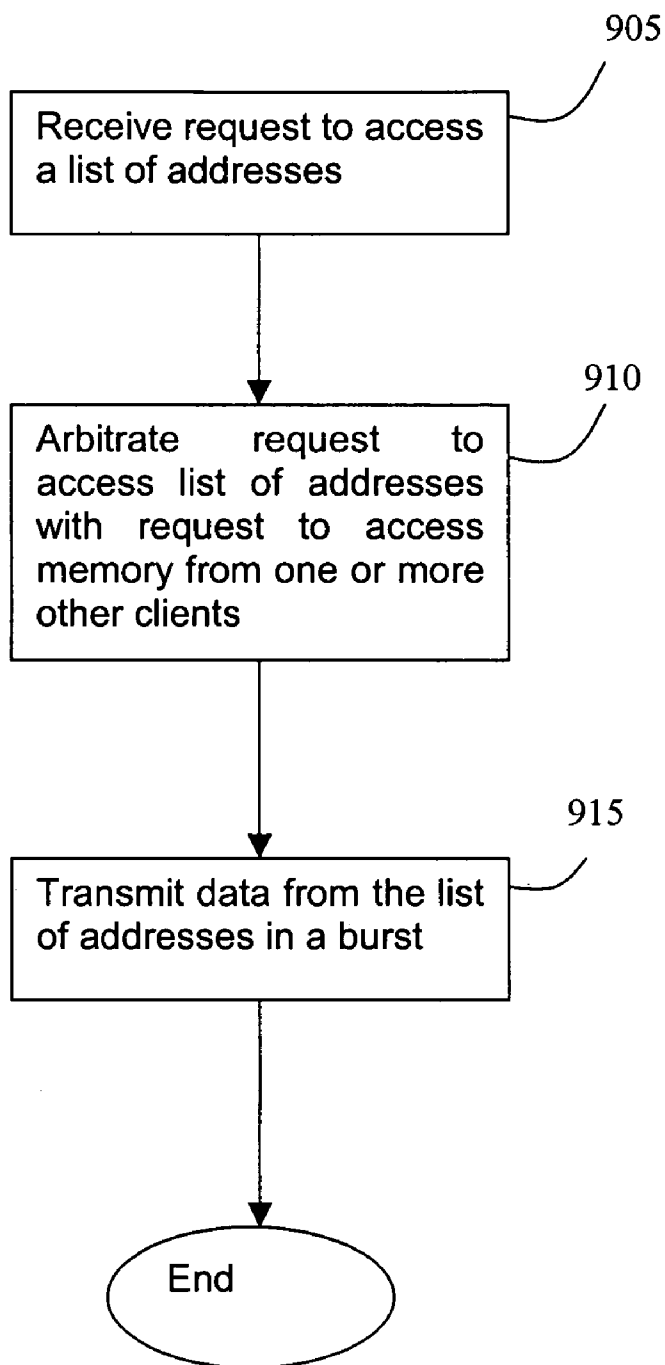 905
Receive request to access
a list of addresses
910
Arbitrate request to
access list of addresses
with request to access
memory from one or more
other clients
915
Transmit data from the list
of addresses in a burst
End